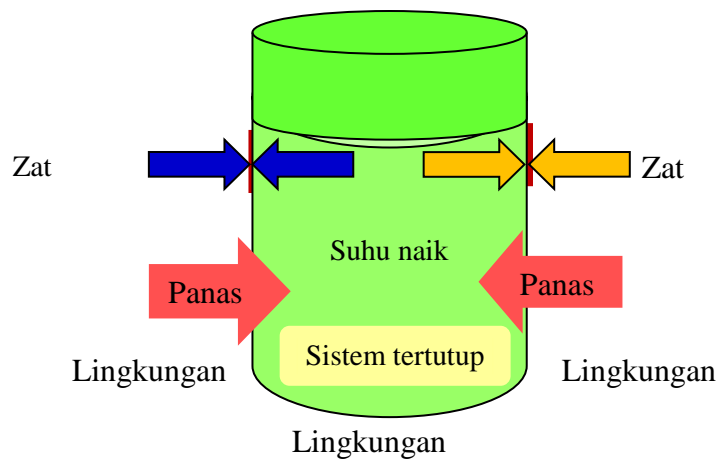 Zat
Zat
Suhu naik
Panas
Panas
Sistem tertutup
Lingkungan
Lingkungan
Lingkungan